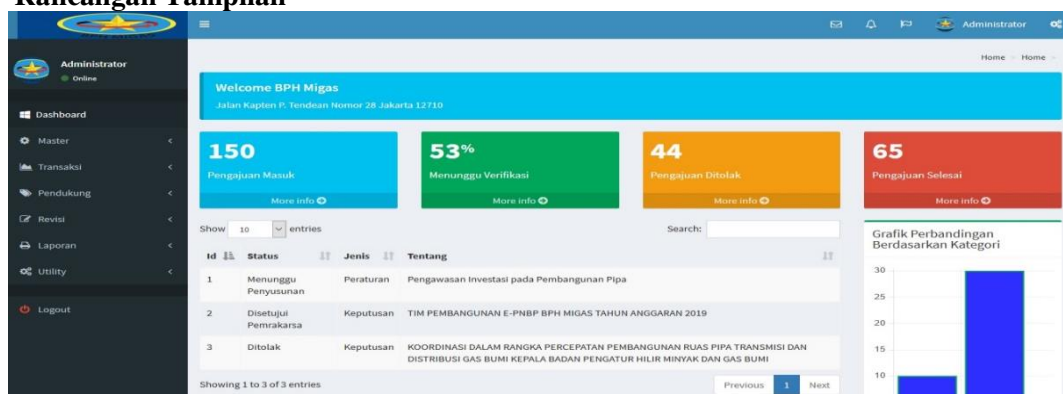 Rancangan Tampilan
Administrator
Administrator
Online
Home - Home -
Welcome BPH Migas
Jalan Kapten P. Tendean Nomor 28 Jakarta 12710
Dashboard
Master
Transaksi
Pendukung
Revisi
Laporan
Utility
Logout
150
Pengajuan Masuk
More info
53%
Menunggu Verifikasi
More info
44
Pengajuan Ditolak
More info
65
Pengajuan Selesai
More info
Show 10 entries
Search:
Id Status Jenis Tentang
1 Menunggu Penyusunan Peraturan Pengawasan Investasi pada Pembangunan Pipa
2 Disetujui Pemrakarsa Keputusan TIM PEMBANGUNAN E-PNBP BPH MIGAS TAHUN ANGGARAN 2019
3 Ditolak Keputusan KOORDINASI DALAM RANGKA PERCEPATAN PEMBANGUNAN RUAS PIPA TRANSMISI DAN
DISTRIBUSI GAS BUMI KEPALA BADAN PENGATUR HILIR MINYAK DAN GAS BUMI
Showing 1 to 3 of 3 entries
Previous 1 Next
Grafik Perbandingan
Berdasarkan Kategori
30
25
20
15
10